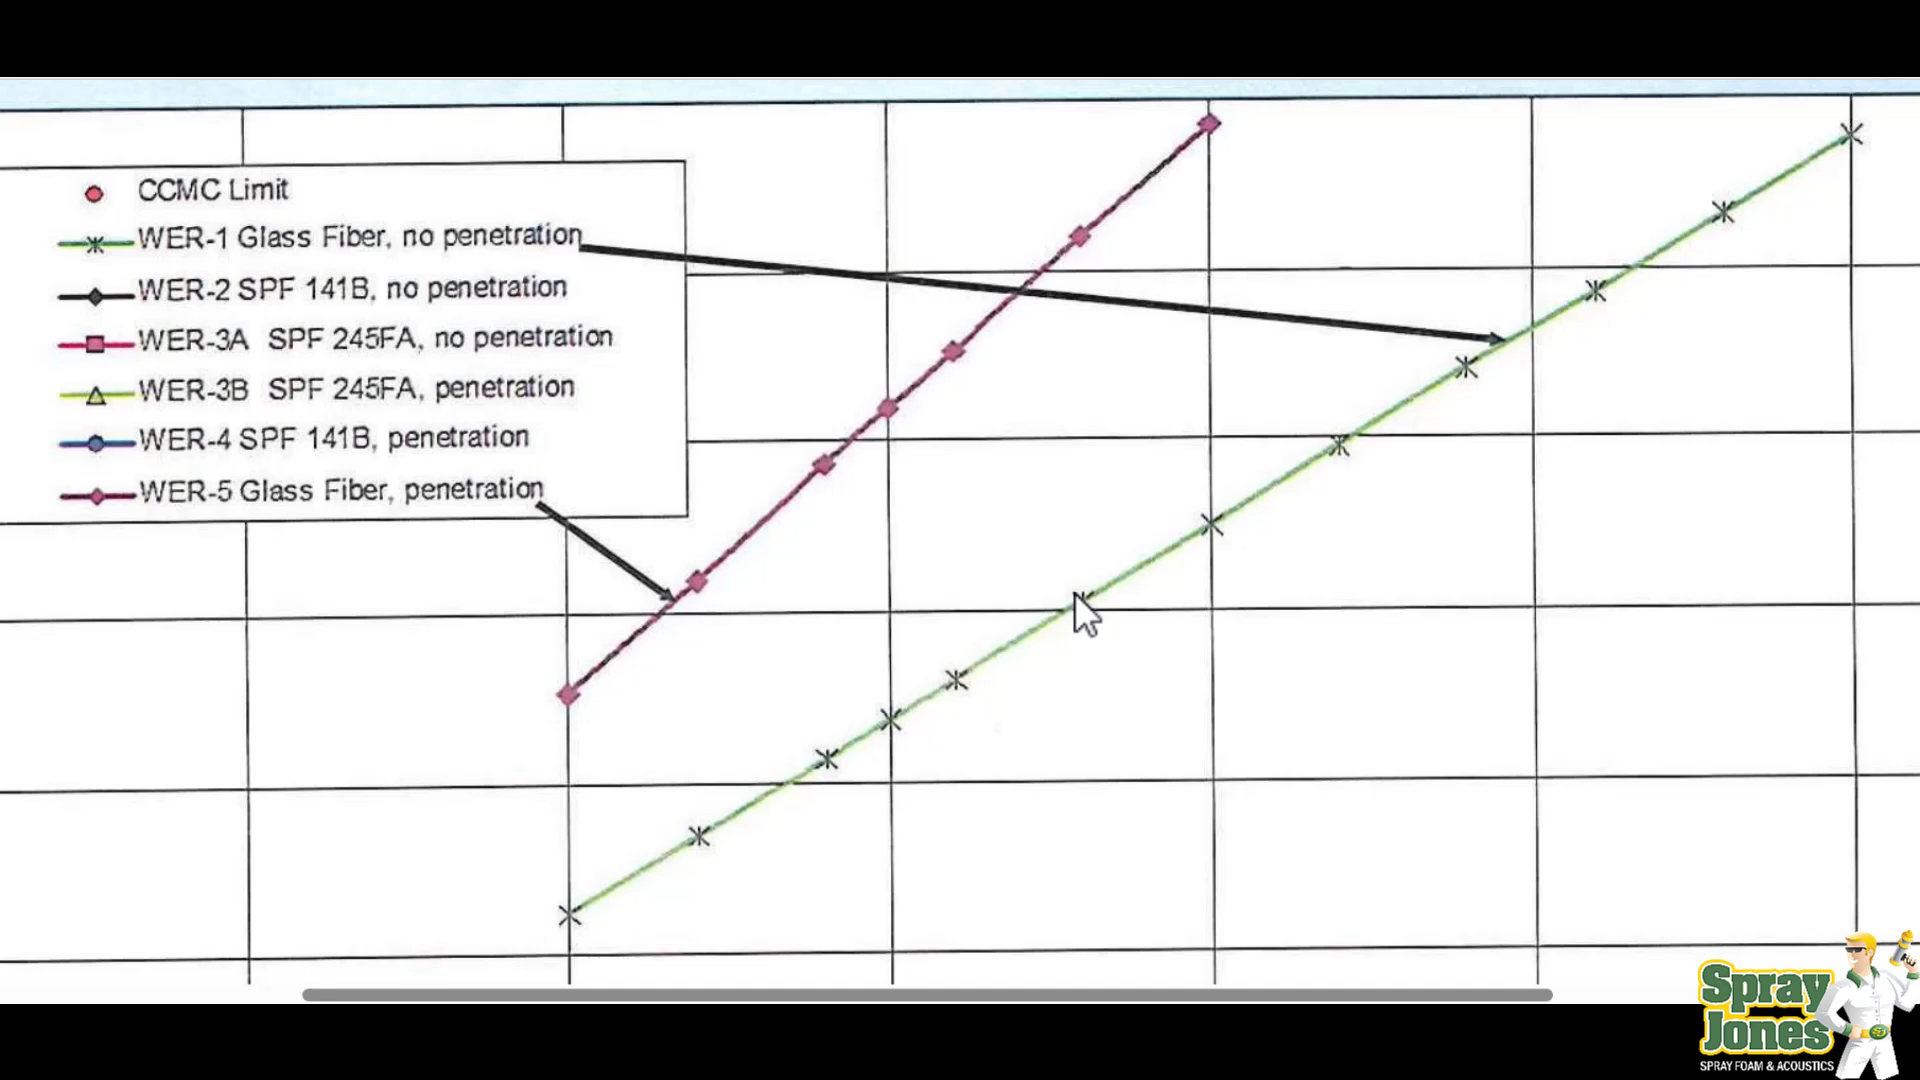 CCMC Limit
WER-1 Glass Fiber, no penetration
WER-2 SPF 141B, no penetration
WER-3A SPF 245FA, no penetration
WER-3B SPF 245FA, penetration
WER-4 SPF 141B, penetration
WER-5 Glass Fiber, penetration
Spray
Jones
SPRAY FOAM & ACOUSTICS